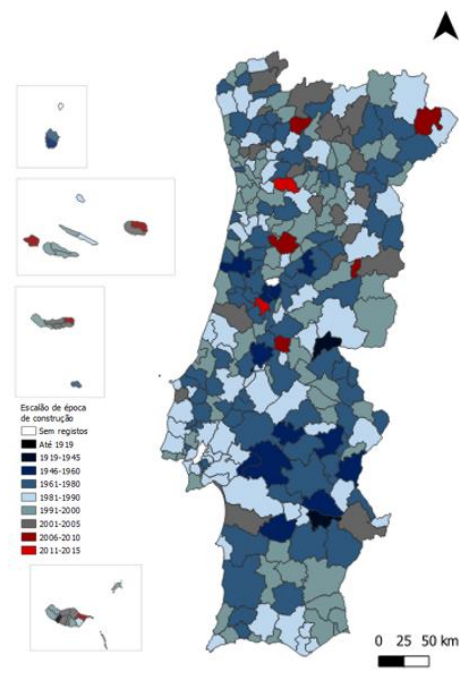 Escalão de época
de construção
Sem registos
Até 1919
1919-1945
1946-1960
1961-1980
1981-1990
1991-2000
2001-2005
2006-2010
2011-2015
0 25 50 km